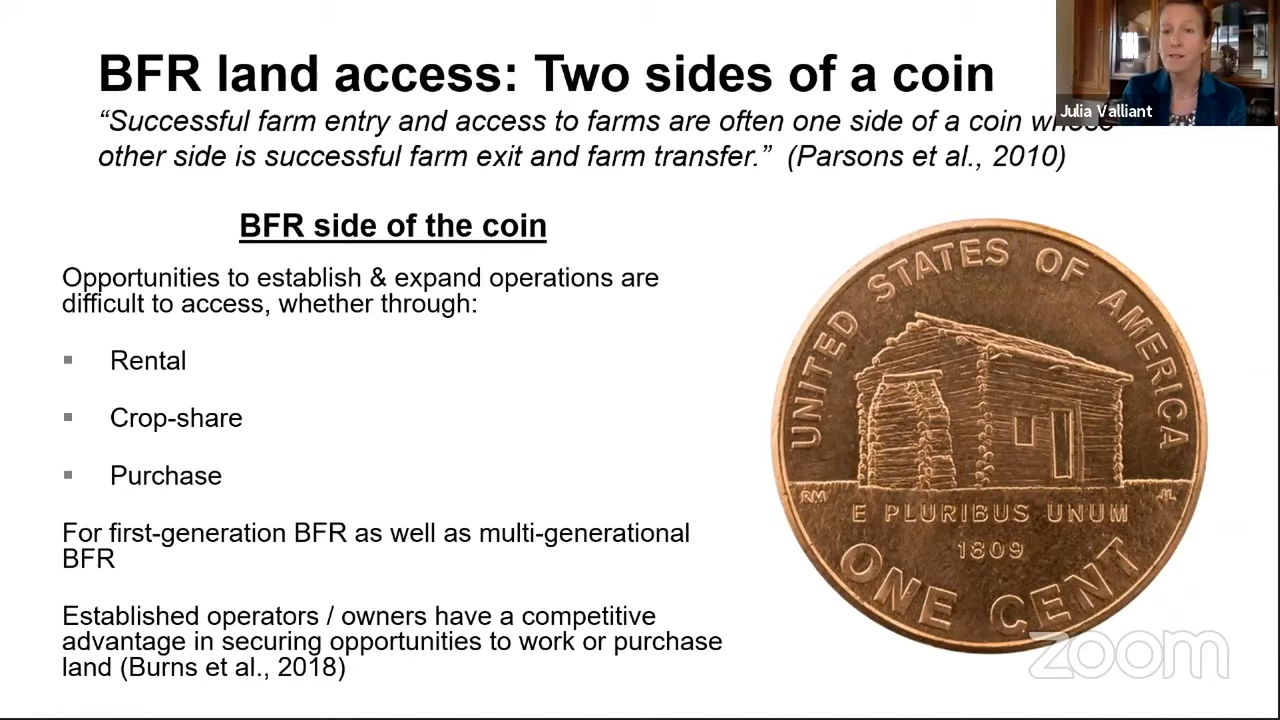 BFR land access: Two sides of a coin
Julia Valliant
“Successful farm entry and access to farms are often one side of a coin whose
other side is successful farm exit and farm transfer.” (Parsons et al., 2010)
BFR side of the coin
Opportunities to establish & expand operations are
difficult to access, whether through:
▪ Rental
▪ Crop-share
▪ Purchase
For first-generation BFR as well as multi-generational
BFR
Established operators / owners have a competitive
advantage in securing opportunities to work or purchase
land (Burns et al., 2018)
UNITED STATES OF AMERICA
RM
JL
E PLURIBUS UNUM
1809
ONE CENT
zoom